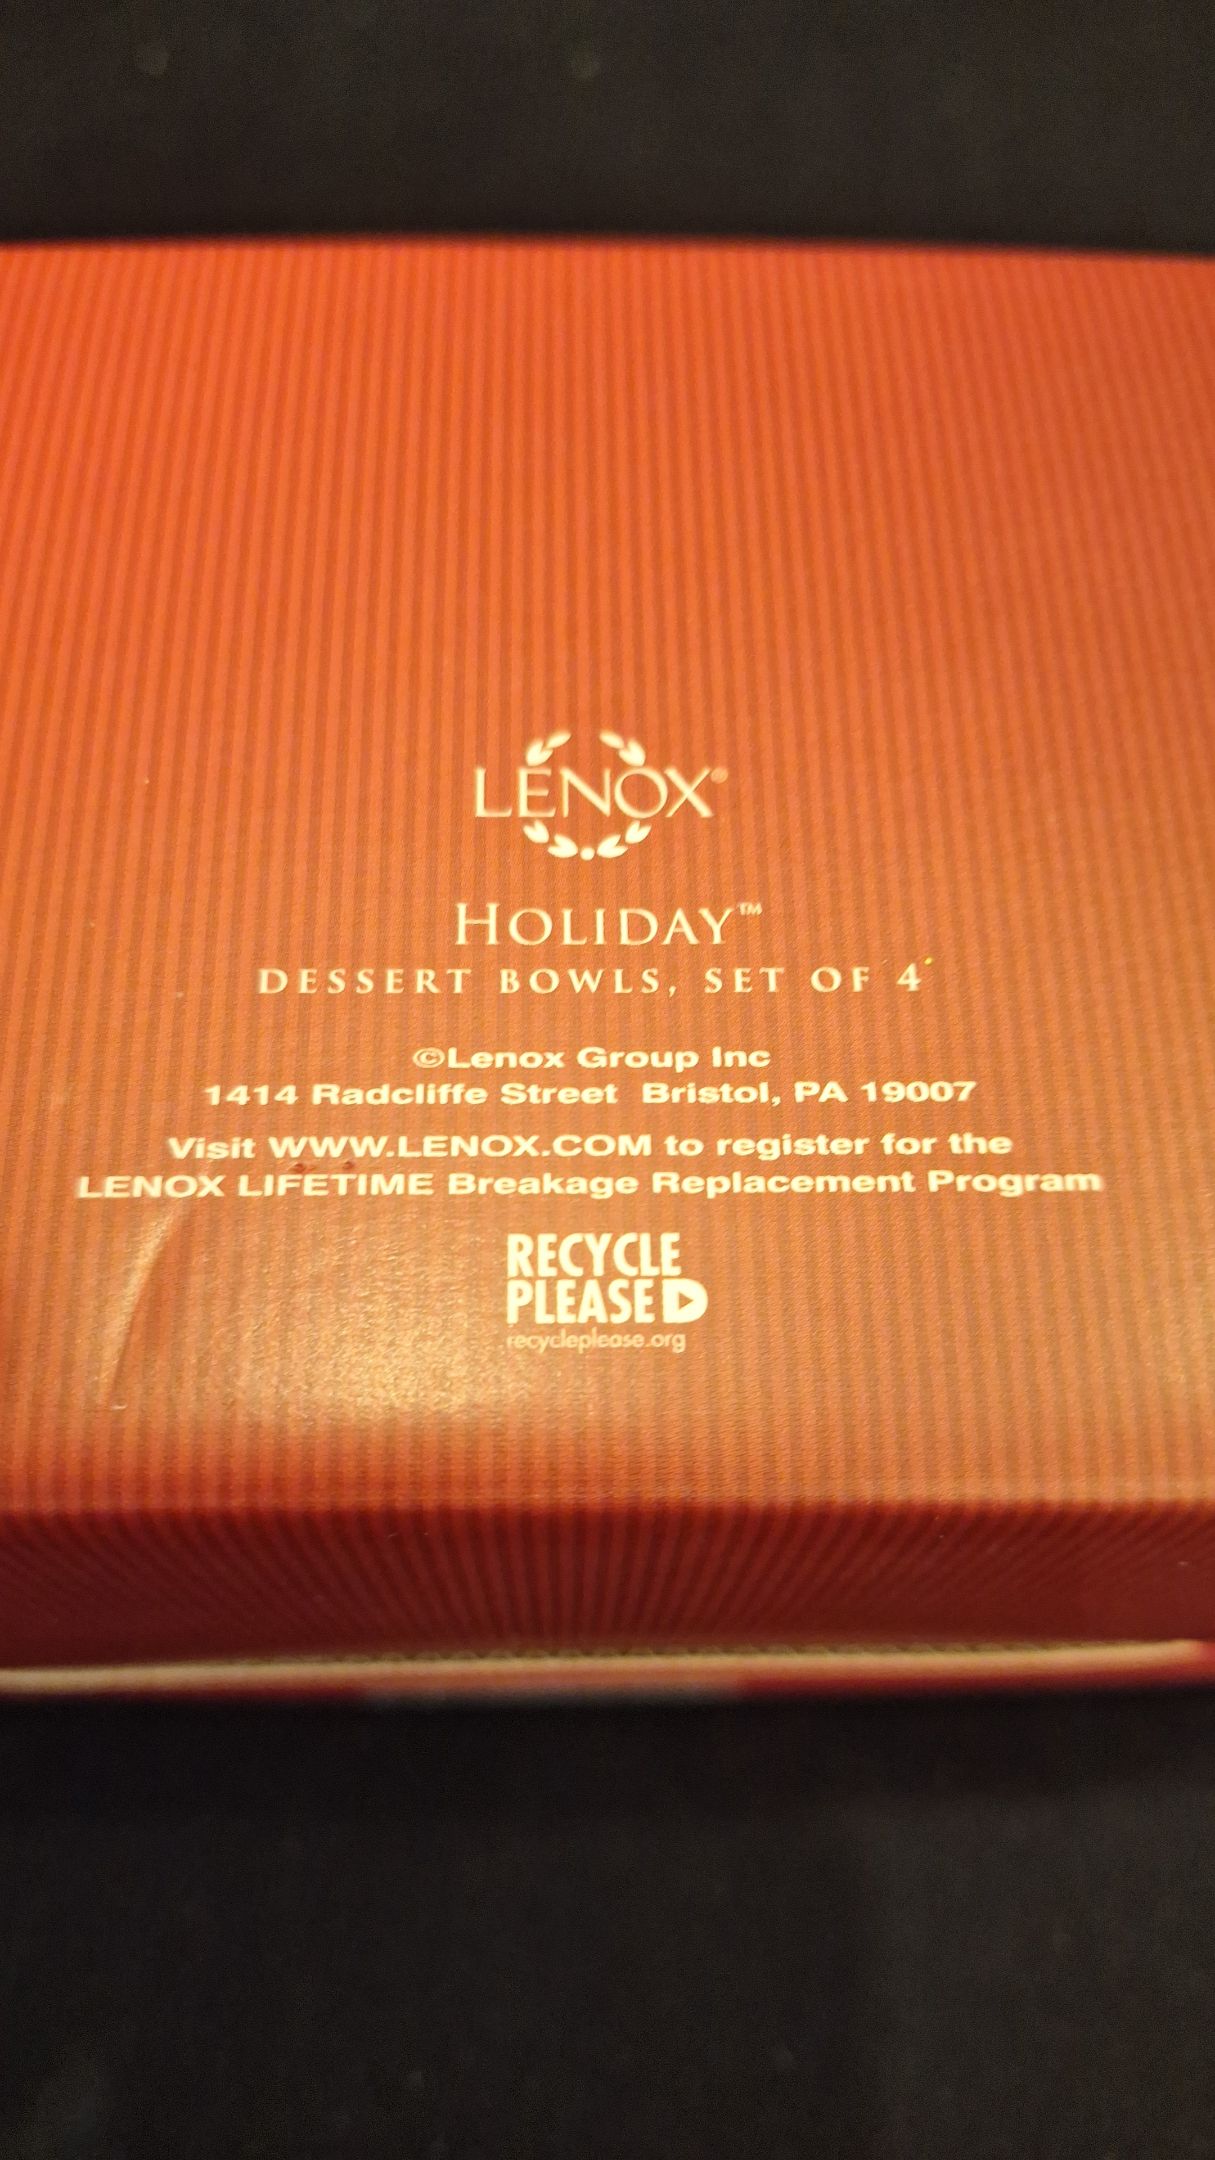 LENOX®
HOLIDAY™
DESSERT BOWLS, SET OF 4
©Lenox Group Inc
1414 Radcliffe Street Bristol, PA 19007
Visit WWW.LENOX.COM to register for the
LENOX LIFETIME Breakage Replacement Program
RECYCLE
PLEASE
recycleplease.org